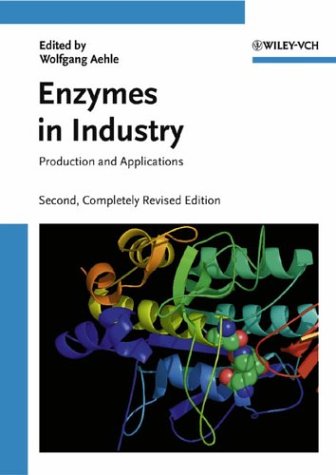 Edited by
Wolfgang Aehle
WILEY-VCH
Enzymes
in Industry
Production and Applications
Second, Completely Revised Edition